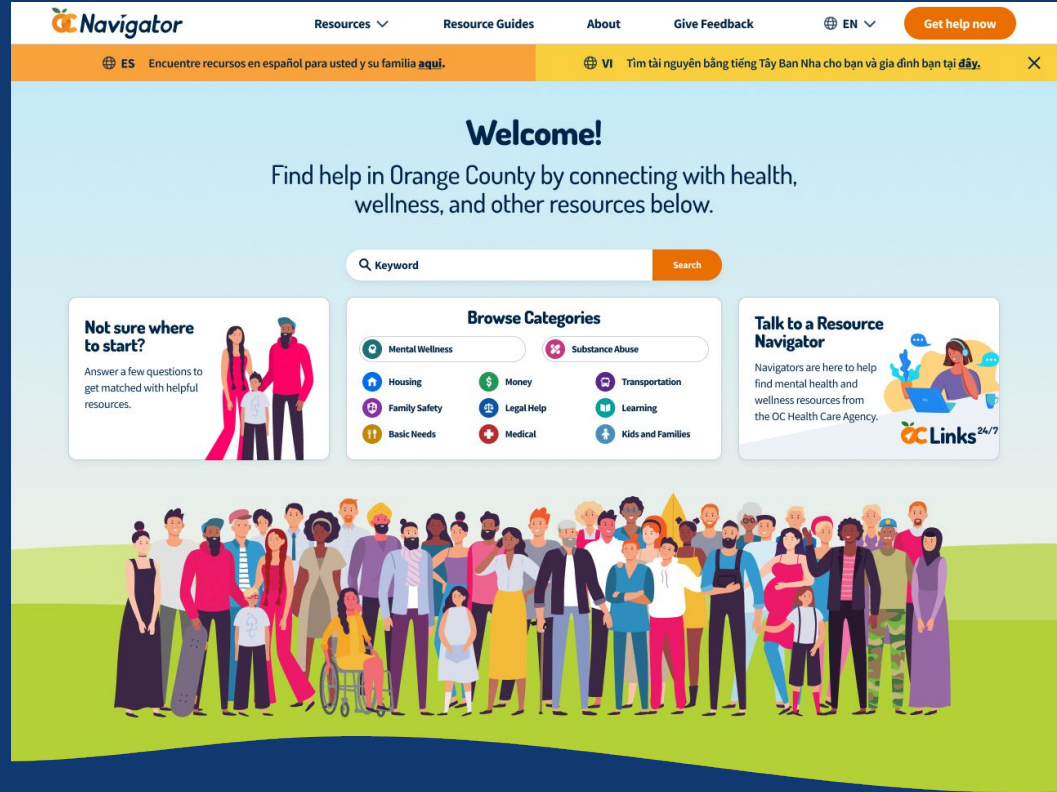 OC Navigator
Resources
Resource Guides
About
Give Feedback
EN
Get help now
ES Encuentre recursos en español para usted y su familia aqui.
VI Tìm tài nguyên bằng tiếng Tây Ban Nha cho bạn và gia đình bạn tại đây.
Welcome!
Find help in Orange County by connecting with health,
wellness, and other resources below.
Keyword
Search
Not sure where
to start?
Answer a few questions to
get matched with helpful
resources.
Browse Categories
Mental Wellness
Substance Abuse
Housing
Money
Transportation
Family Safety
Legal Help
Learning
Basic Needs
Medical
Kids and Families
Talk to a Resource
Navigator
Navigators are here to help
find mental health and
wellness resources from
the OC Health Care Agency.
OC Links 24/7